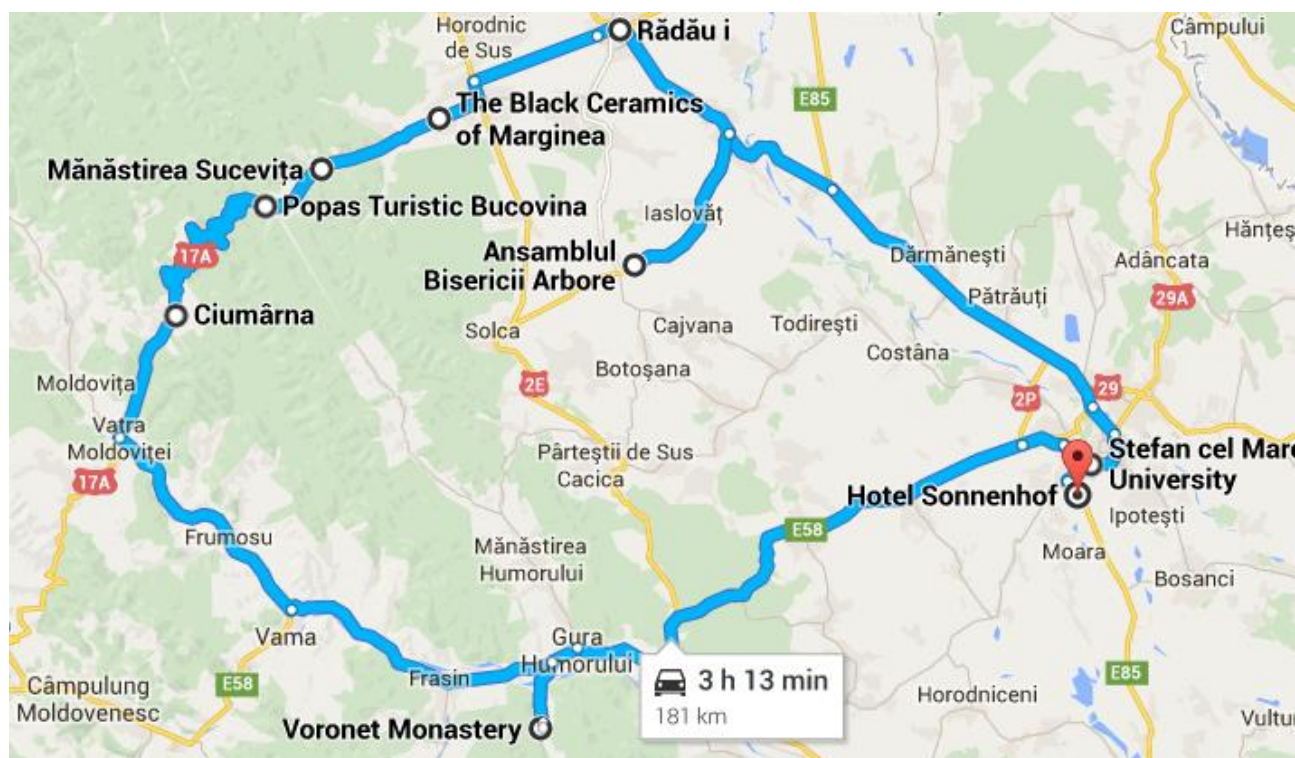 Horodnic
de Sus
Rădău i
Câmpului
E85
The Black Ceramics
of Marginea
Mănăstirea Sucevița
Popas Turistic Bucovina
Iaslovăț
Hănțeș
17A
Ansamblul
Bisericii Arbore
Dărmănești
Adâncata
Pătrăuți
29A
Ciumârna
Solca
Cajvana
Todirești
Costâna
Moldovița
Botoșana
2E
2P
29
Vatra
Moldoviței
Pârteștii de Sus
Cacica
Stefan cel Mare
University
17A
Hotel Sonnenhof
Ipotești
E58
Frumosu
Mănăstirea
Humorului
Moara
Bosanci
Vama
Gura
Humorului
E58
Frasin
3 h 13 min
181 km
E85
Câmpulung
Moldovenesc
Horodniceni
Voronet Monastery
Vultu